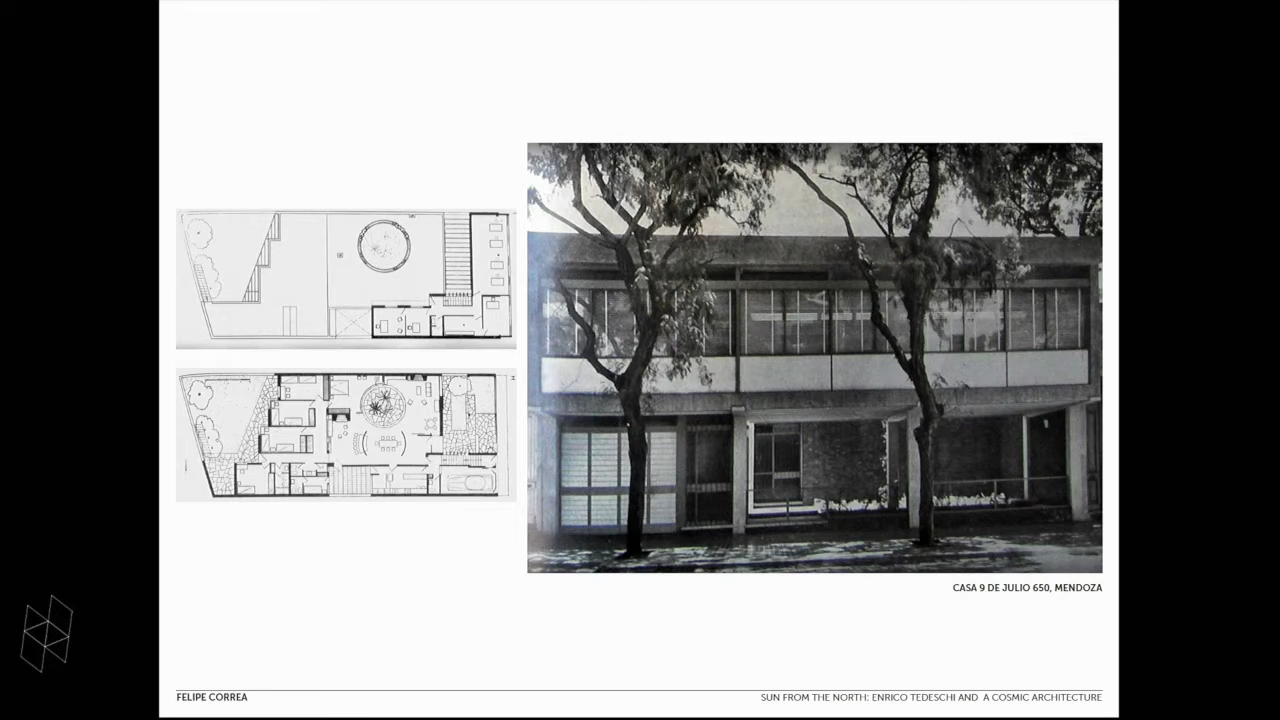 CASA 9 DE JULIO 650, MENDOZA
FELIPE CORREA
SUN FROM THE NORTH: ENRICO TEDESCHI AND A COSMIC ARCHITECTURE